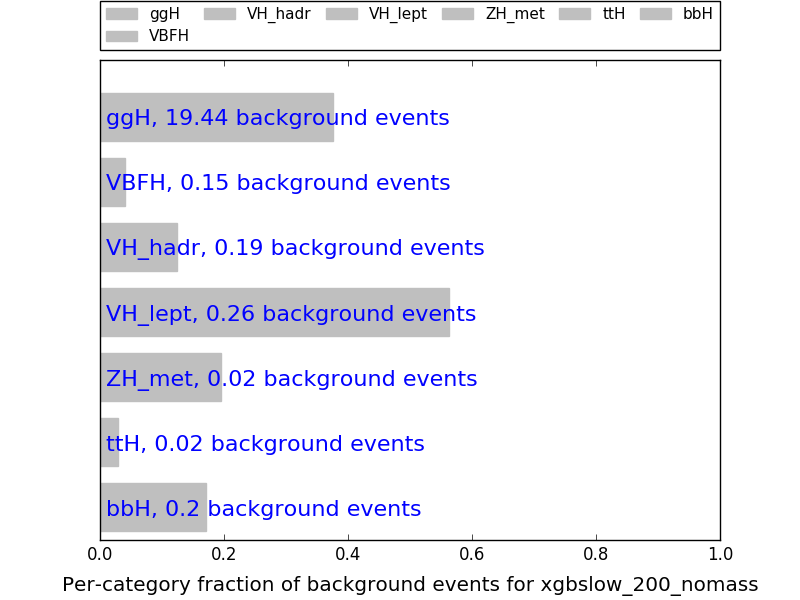 ggH VH_hadr VH_lept ZH_met ttH bbH
VBFH
ggH, 19.44 background events
VBFH, 0.15 background events
VH_hadr, 0.19 background events
VH_lept, 0.26 background events
ZH_met, 0.02 background events
ttH, 0.02 background events
bbH, 0.2 background events
0.0 0.2 0.4 0.6 0.8 1.0
Per-category fraction of background events for xgbslow_200_nomass